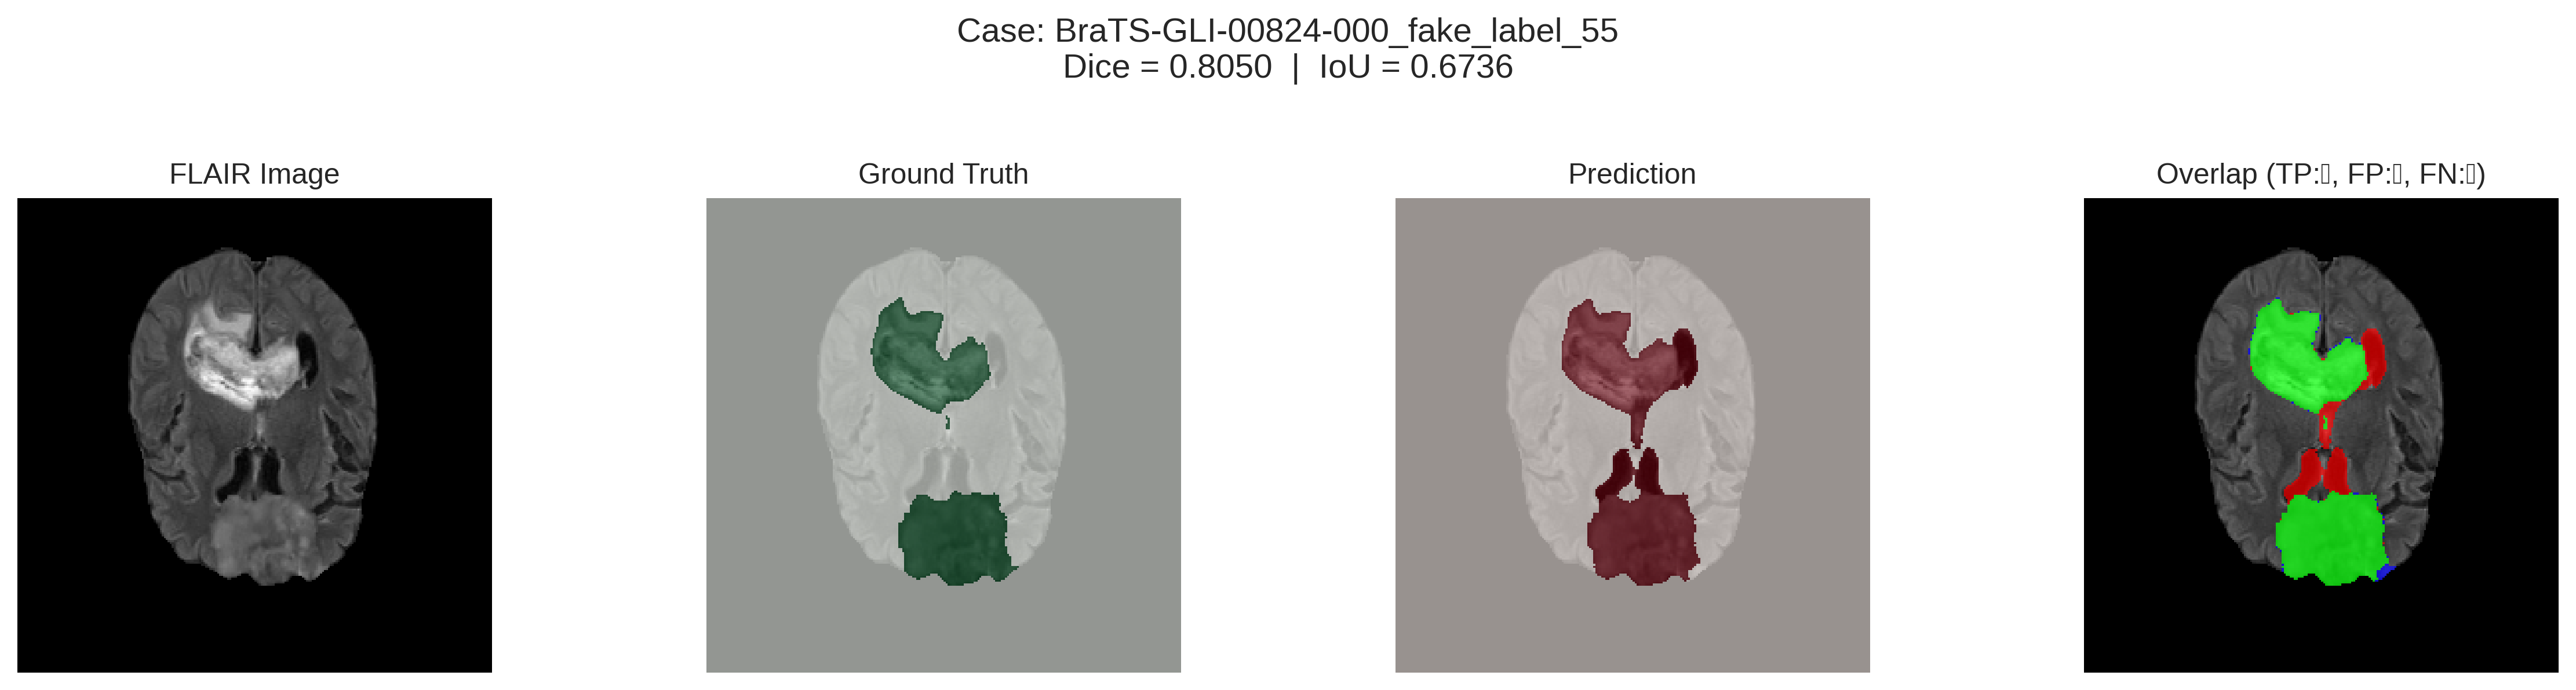 Case: BraTS-GLI-00824-000_fake_label_55
Dice = 0.8050 | IoU = 0.6736
FLAIR Image
Ground Truth
Prediction
Overlap (TP:▯, FP:▯, FN:▯)